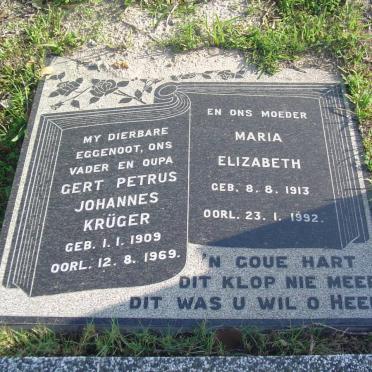 MY DIERBARE
EGGENOOT, ONS
VADER EN OUPA
GERT PETRUS
JOHANNES
KRÜGER
GEB. 1. 1. 1909
OORL. 12. 8. 1969.
EN ONS MOEDER
MARIA
ELIZABETH
GEB. 8. 8. 1913
OORL. 23. 1. 1992.
'N GOUE HART
DIT KLOP NIE MEER
DIT WAS U WIL O HEER